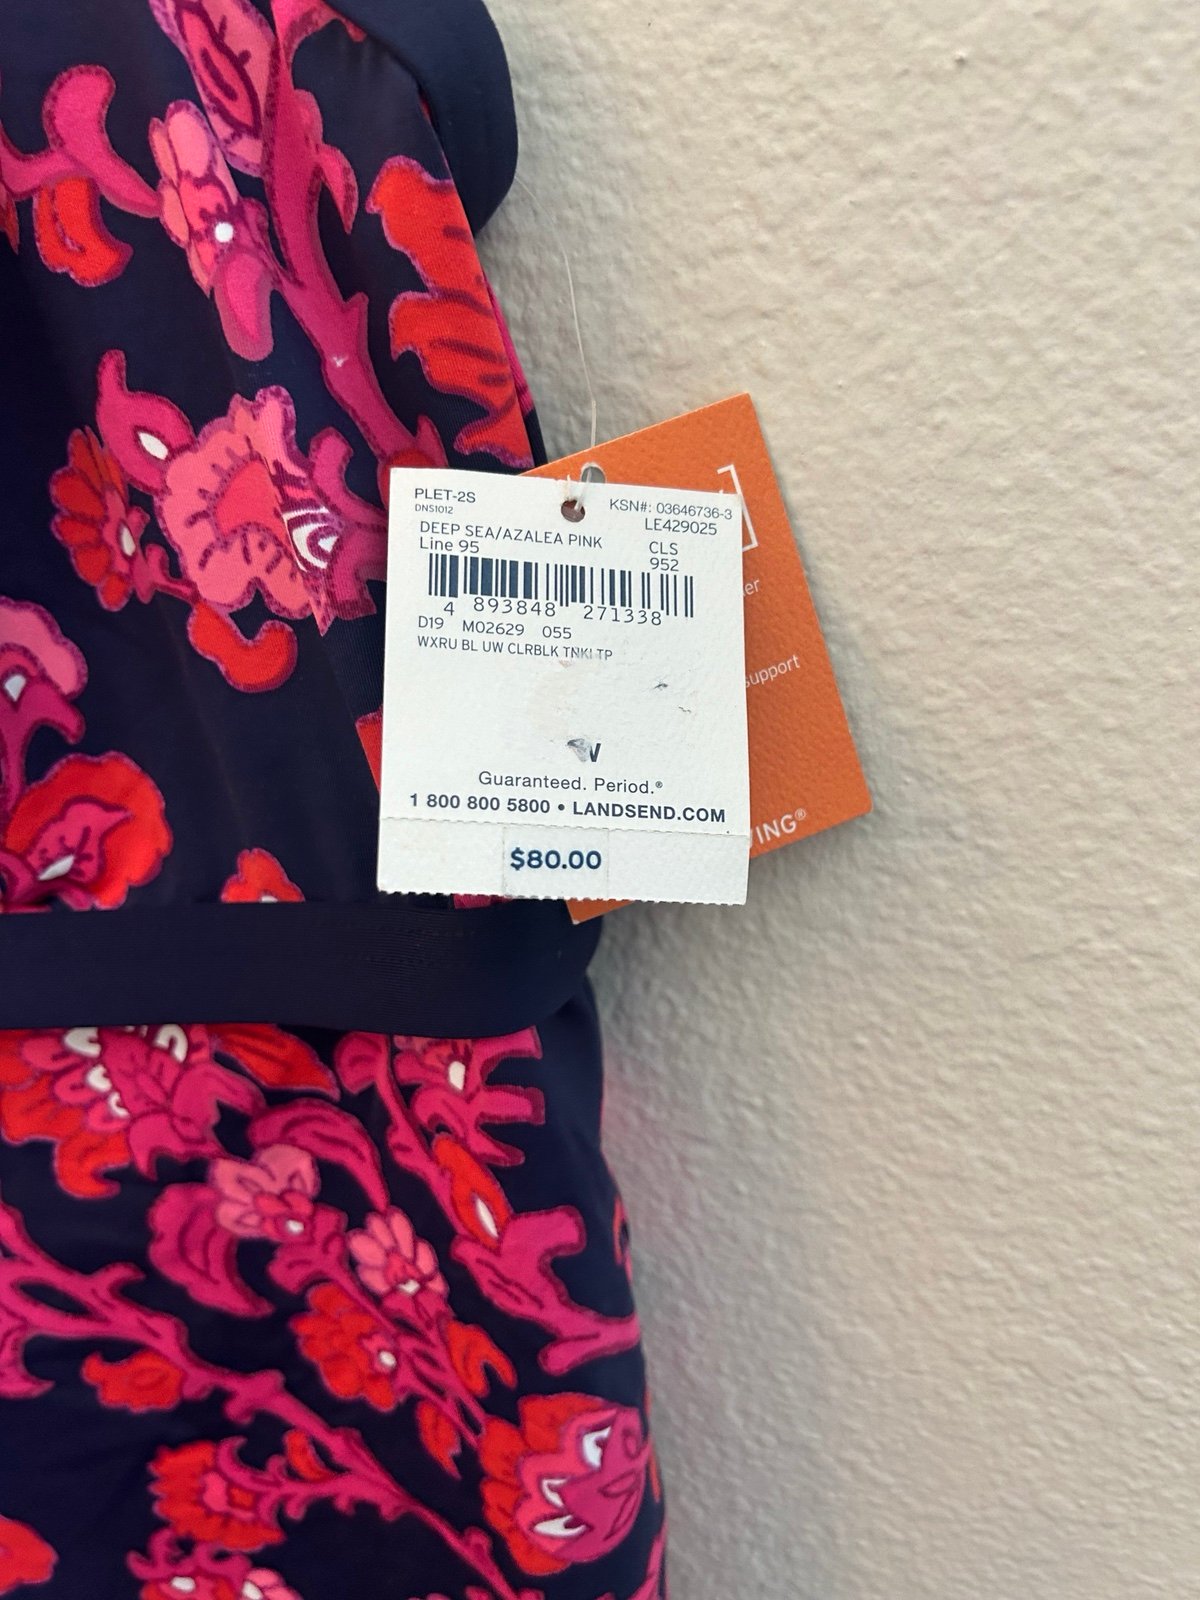 PLET-2S KSN#: 03646736-3
DNS1012 LE429025
DEEP SEA/AZALEA PINK CLS
Line 95 952
4 893848 271338
D19 M02629 055
WXRU BL UW CLRBLK TNKI TP
W
Guaranteed. Period.®
1 800 800 5800 • LANDSEND.COM
$80.00
support